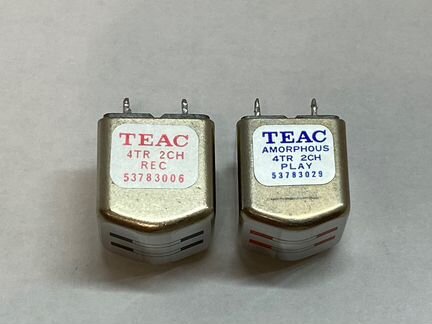 TEAC
4TR 2CH
REC
53783006
TEAC
AMORPHOUS
4TR 2CH
PLAY
53783029